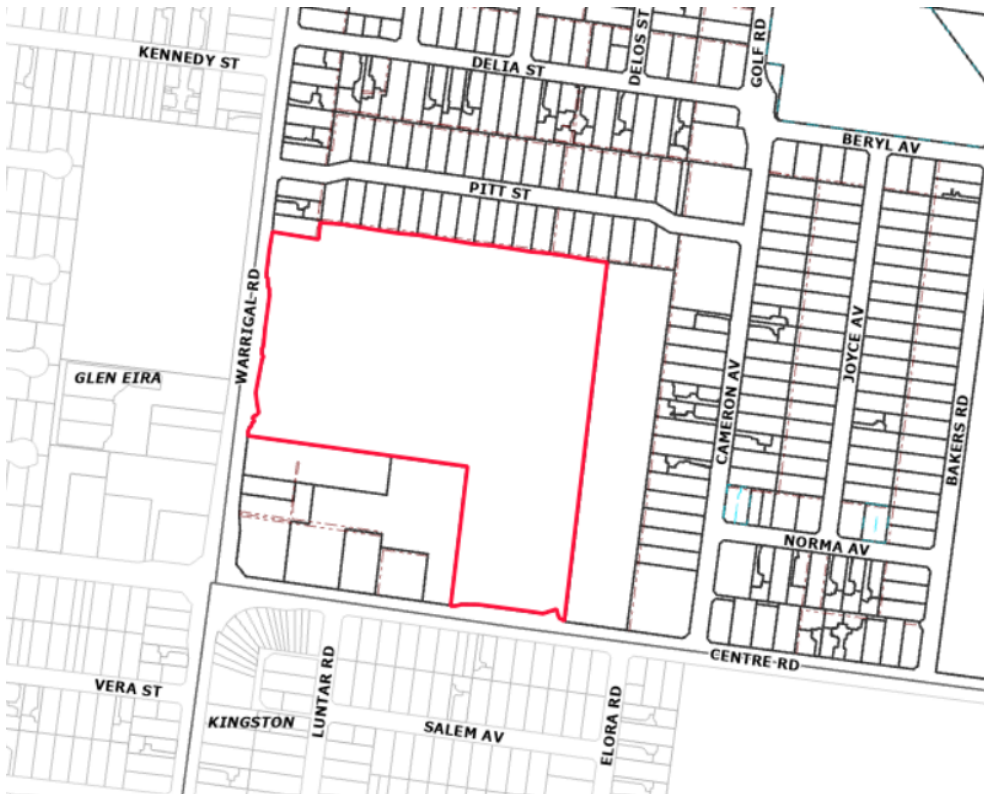 KENNEDY ST
DELIA ST
DELOS ST
GOLF RD
BERYL AV
PITT ST
WARRIGAL RD
GLEN EIRA
CAMERON AV
JOYCE AV
BAKERS RD
NORMA AV
CENTRE RD
VERA ST
KINGSTON
LUNTAR RD
SALEM AV
ELORA RD